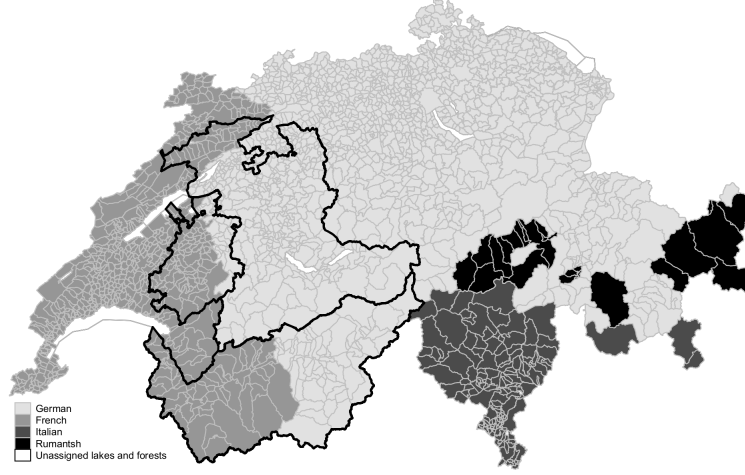 German
French
Italian
Rumantsh
Unassigned lakes and forests